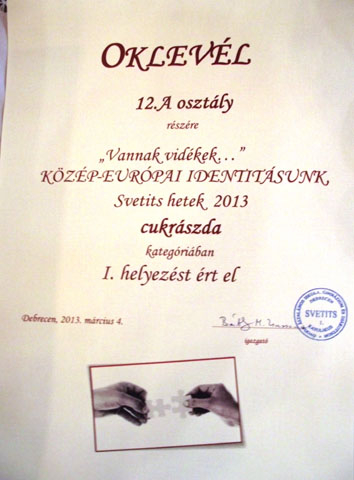 OKLEVÉL
12.A osztály
részére
„Vannak vidékek…”
KÖZÉP-EURÓPAI IDENTITÁSUNK,
Svetits hetek 2013
cukrászda
kategóriában
I. helyezést ért el
Debrecen, 2013. március 4.
igazgató
DEBRECEN
SVETITS